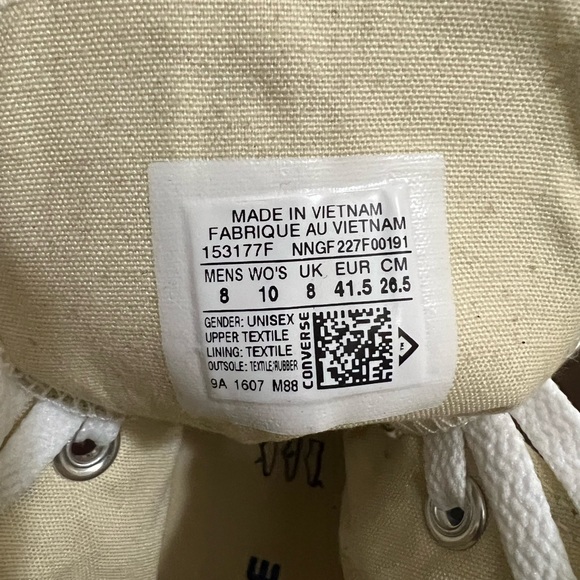 MADE IN VIETNAM
FABRIQUE AU VIETNAM
153177F NNGF227F00191
MENS WO'S UK EUR CM
8 10 8 41.5 26.5
GENDER: UNISEX
UPPER TEXTILE
LINING: TEXTILE
OUTSOLE: TEXTILE/RUBBER
9A 1607 M88
CONVERSE